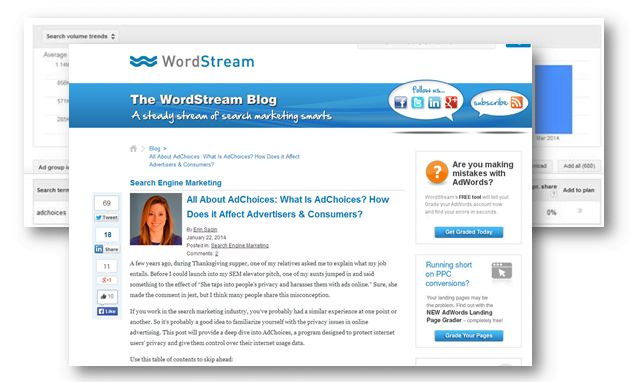 Search volume trends
Average
1.14M
856K
571K
285K
Mar 2014
Ad group i
Add all (680)
Search term
pt. share
Add to plan
adchoices
0%
WordStream
follow us...
subscribe
The WordStream Blog
A steady stream of search marketing smarts
Blog >
All About AdChoices: What Is AdChoices? How Does it Affect
Advertisers & Consumers?
Search Engine Marketing
69
Tweet
18
Share
11
+1
10
Like
All About AdChoices: What Is AdChoices? How
Does it Affect Advertisers & Consumers?
By Erin Sagin
January 22, 2014
Posted In: Search Engine Marketing
Comments: 2
A few years ago, during Thanksgiving supper, one of my relatives asked me to explain what my job
entails. Before I could launch into my SEM elevator pitch, one of my aunts jumped in and said
something to the effect of "She taps into people's privacy and harasses them with ads online." Sure, she
made the comment in jest, but I think many people share this misconception.
If you work in the search marketing industry, you've probably had a similar experience at one point or
another. So it's probably a good idea to familiarize yourself with the privacy issues in online
advertising. This post will provide a deep dive into AdChoices, a program designed to protect internet
users' privacy and give them control over their internet usage data.
Use this table of contents to skip ahead:
Are you making
mistakes with
AdWords?
WordStream's FREE tool will tell you
Grade your AdWords account now
and find your errors in seconds.
Get Graded Today
Running short
on PPC
conversions?
Your landing pages may be
the problem. Find out with the
NEW AdWords Landing
Page Grader – completely free!
Grade Your Pages